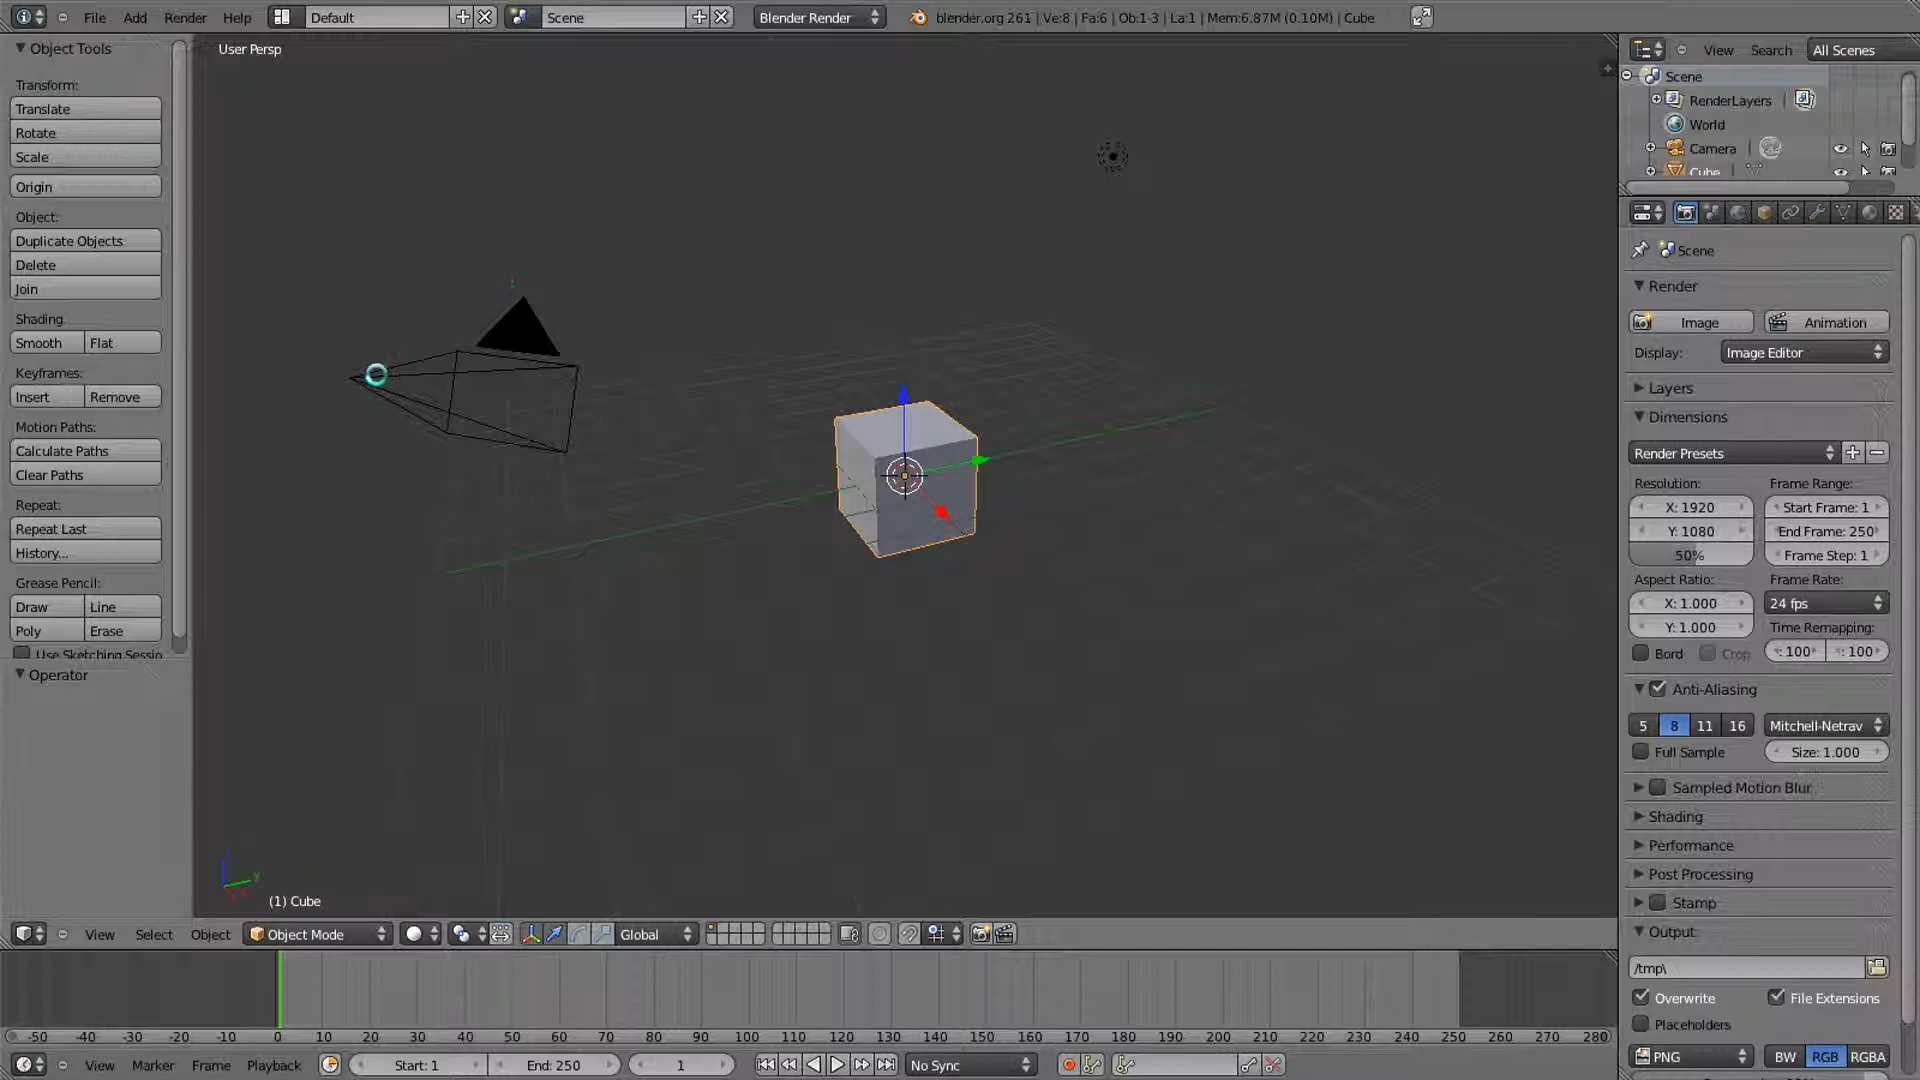 File Add Render Help Default Scene Blender Render blender.org 261 | Ve:8 | Fa:6 | Ob:1-3 | La:1 | Mem:6.87M (0.10M) | Cube
Object Tools
Transform:
Translate
Rotate
Scale
Origin
Object:
Duplicate Objects
Delete
Join
Shading:
Smooth Flat
Keyframes:
Insert Remove
Motion Paths:
Calculate Paths
Clear Paths
Repeat:
Repeat Last
History...
Grease Pencil:
Draw Line
Poly Erase
Use Sketching Sessio
Operator
User Persp
(1) Cube
View Search All Scenes
Scene
RenderLayers
World
Camera
Cube
Scene
Render
Image Animation
Display: Image Editor
Layers
Dimensions
Render Presets
Resolution: Frame Range:
X: 1920 Start Frame: 1
Y: 1080 End Frame: 250
50% Frame Step: 1
Aspect Ratio: Frame Rate:
X: 1.000 24 fps
Y: 1.000 Time Remapping:
Bord Crop : 100 : 100
Anti-Aliasing
5 8 11 16 Mitchell-Netrav
Full Sample Size: 1.000
Sampled Motion Blur
Shading
Performance
Post Processing
Stamp
Output
/tmp\
Overwrite File Extensions
Placeholders
PNG BW RGB RGBA
View Select Object Object Mode Global
-50 -40 -30 -20 -10 0 10 20 30 40 50 60 70 80 90 100 110 120 130 140 150 160 170 180 190 200 210 220 230 240 250 260 270 280
View Marker Frame Playback Start: 1 End: 250 1 No Sync